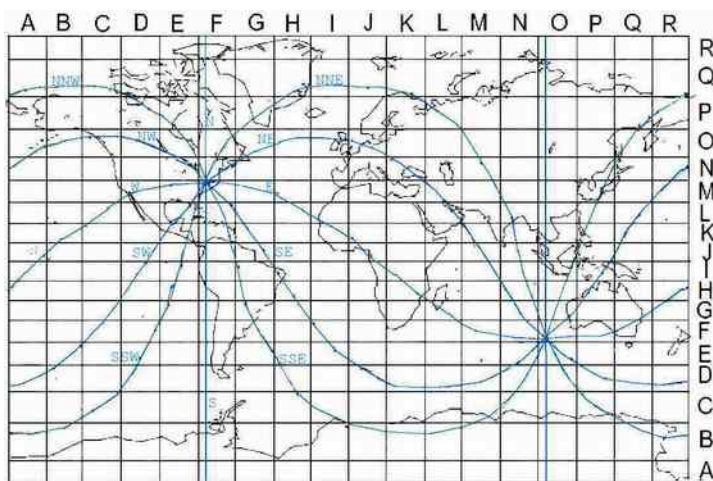 A B C D E F G H I J K L M N O P Q R
R
Q
NNW NNE
P
N
NW NE
O
N
W E
M
L
K
SW SE
J
I
H
G
F
SSW SSE
E
D
S
C
B
A